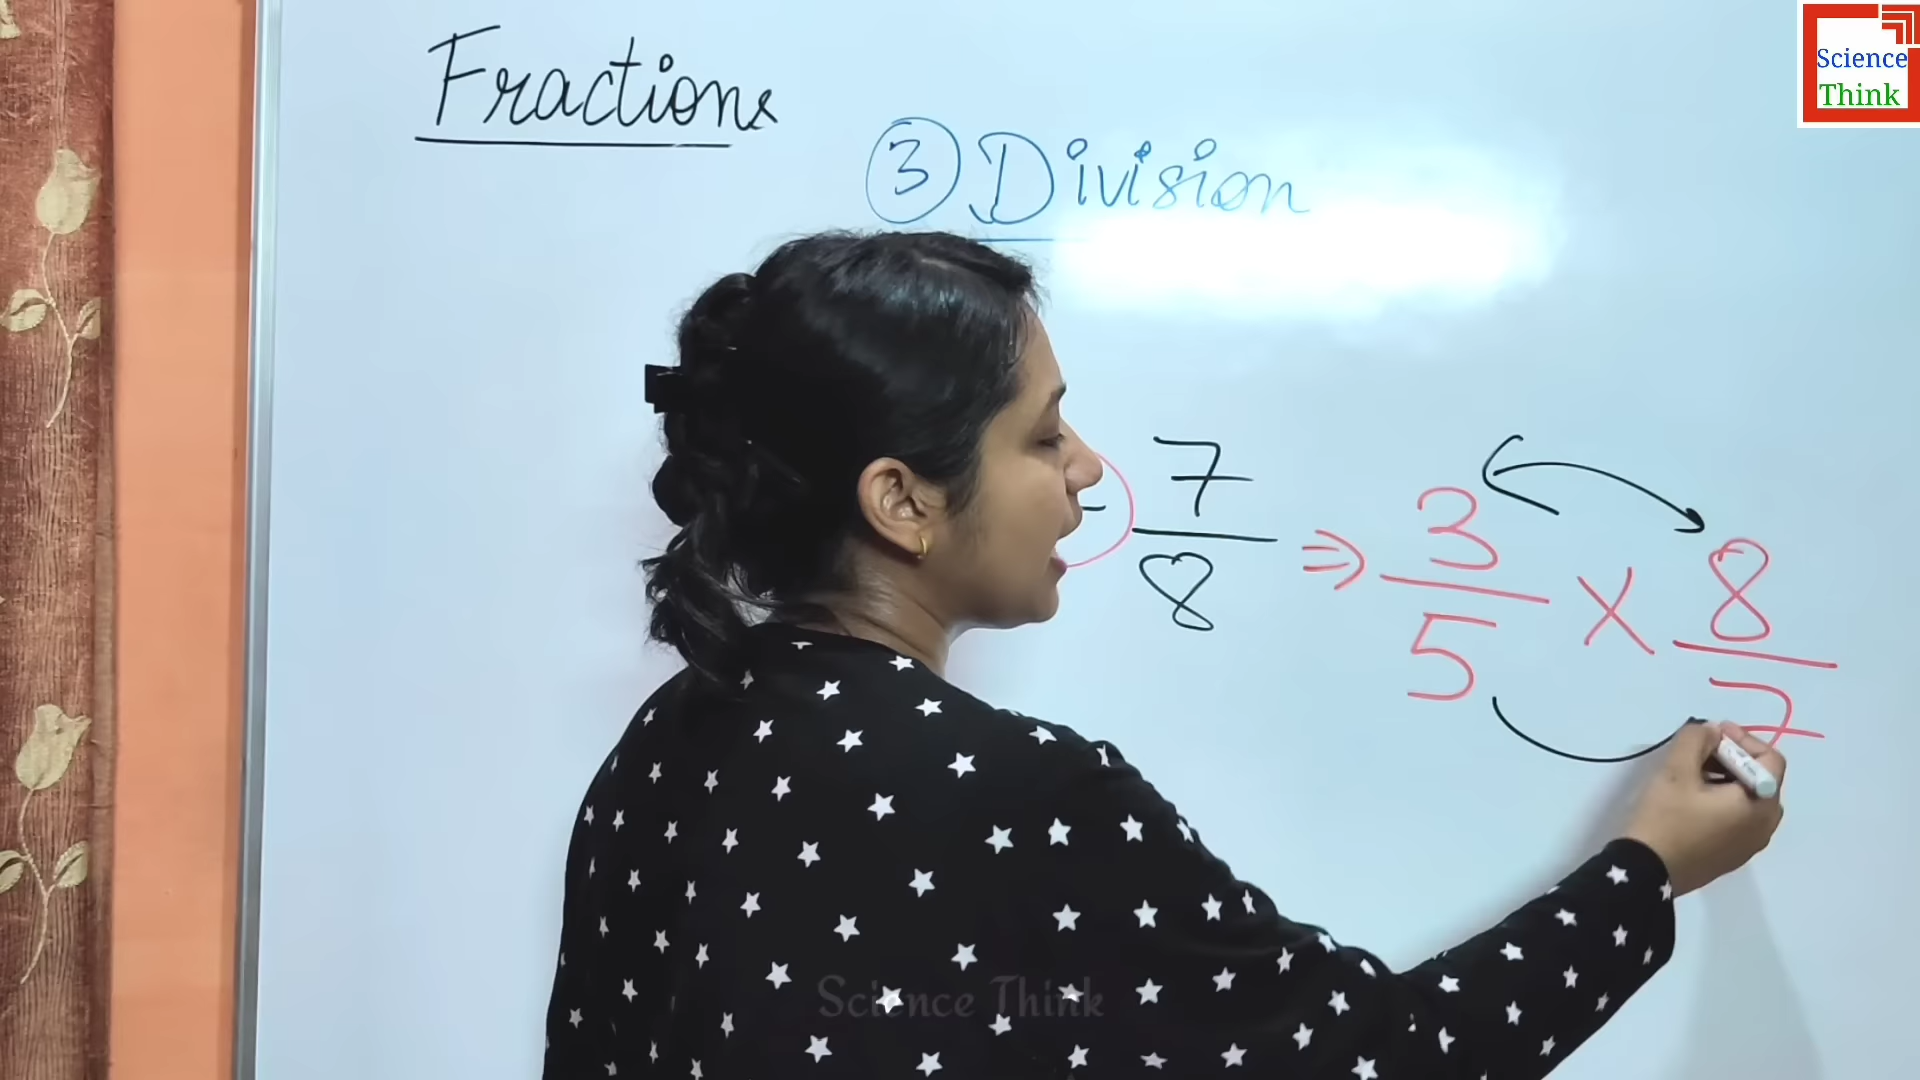 Fractions
③ Division
÷ 7/8 ⇒ 3/5 × 8/7
Science
Think
Science Think